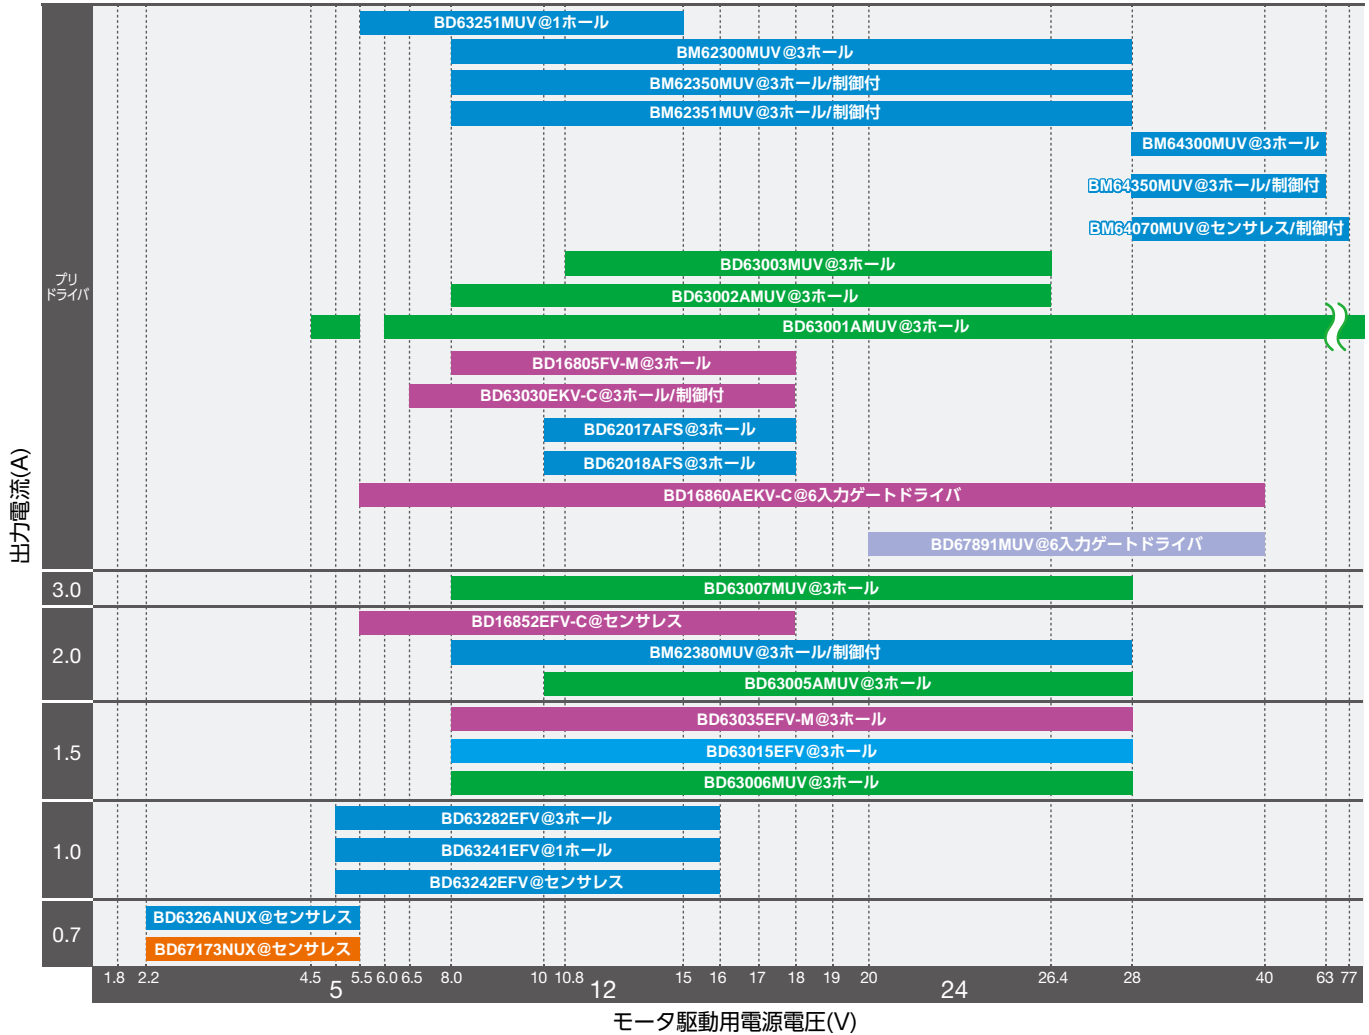 出力電流(A)
プリ
ドライバ
BD63251MUV@1ホール
BM62300MUV@3ホール
BM62350MUV@3ホール/制御付
BM62351MUV@3ホール/制御付
BM64300MUV@3ホール
BM64350MUV@3ホール/制御付
BM64070MUV@センサレス/制御付
BD63003MUV@3ホール
BD63002AMUV@3ホール
BD63001AMUV@3ホール
BD16805FV-M@3ホール
BD63030EKV-C@3ホール/制御付
BD62017AFS@3ホール
BD62018AFS@3ホール
BD16860AEKV-C@6入力ゲートドライバ
BD67891MUV@6入力ゲートドライバ
3.0
BD63007MUV@3ホール
2.0
BD16852EFV-C@センサレス
BM62380MUV@3ホール/制御付
BD63005AMUV@3ホール
1.5
BD63035EFV-M@3ホール
BD63015EFV@3ホール
BD63006MUV@3ホール
1.0
BD63282EFV@3ホール
BD63241EFV@1ホール
BD63242EFV@センサレス
0.7
BD6326ANUX@センサレス
BD67173NUX@センサレス
1.8 2.2 4.5 5.5 6.0 6.5 8.0 10 10.8 15 16 17 18 19 20 26.4 28 40 63 77
5 12 24
モータ駆動用電源電圧(V)